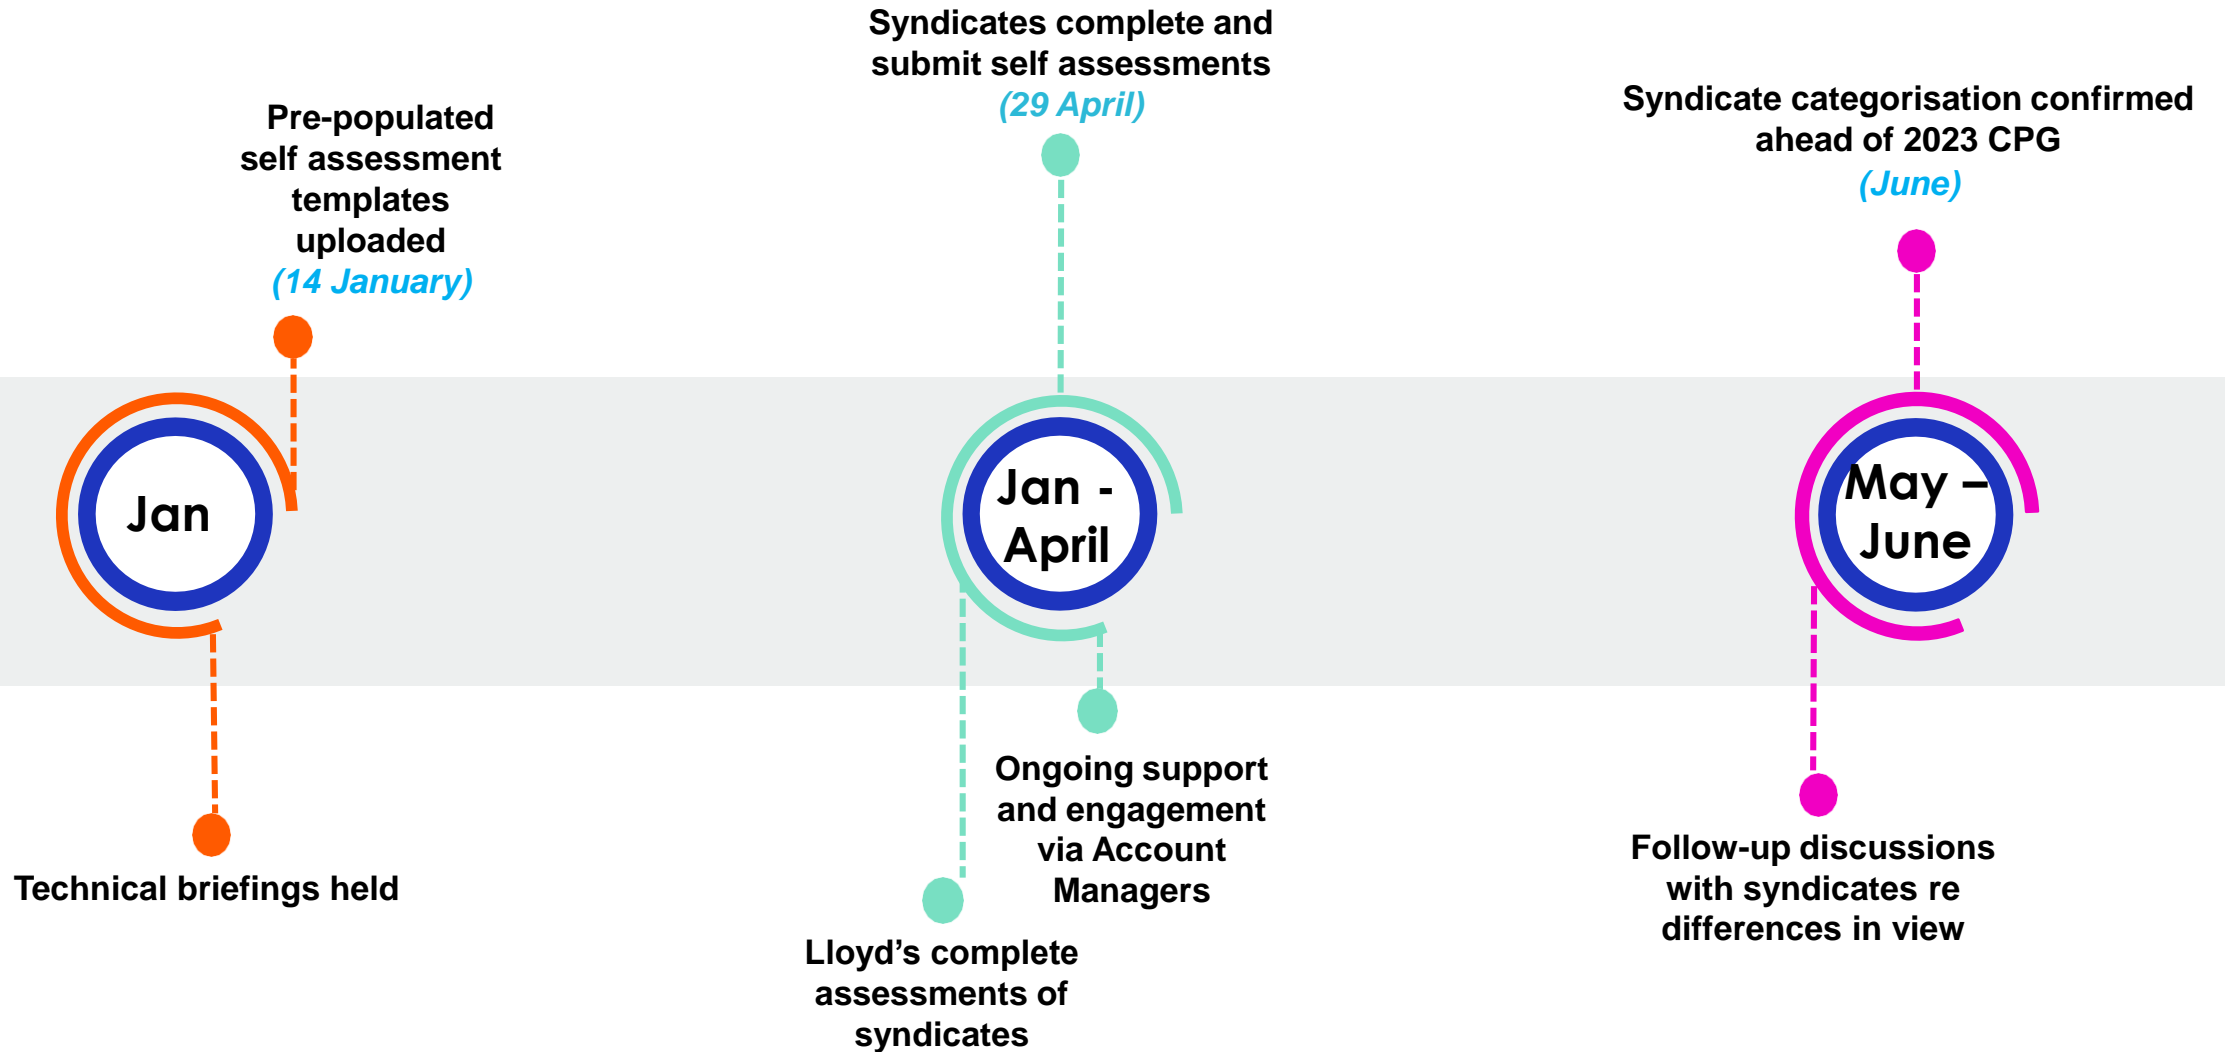 Pre-populated
self assessment
templates
uploaded
(14 January)
Jan
Technical briefings held
Syndicates complete and
submit self assessments
(29 April)
Jan -
April
Ongoing support
and engagement
via Account
Managers
Lloyd’s complete
assessments of
syndicates
Syndicate categorisation confirmed
ahead of 2023 CPG
(June)
May –
June
Follow-up discussions
with syndicates re
differences in view